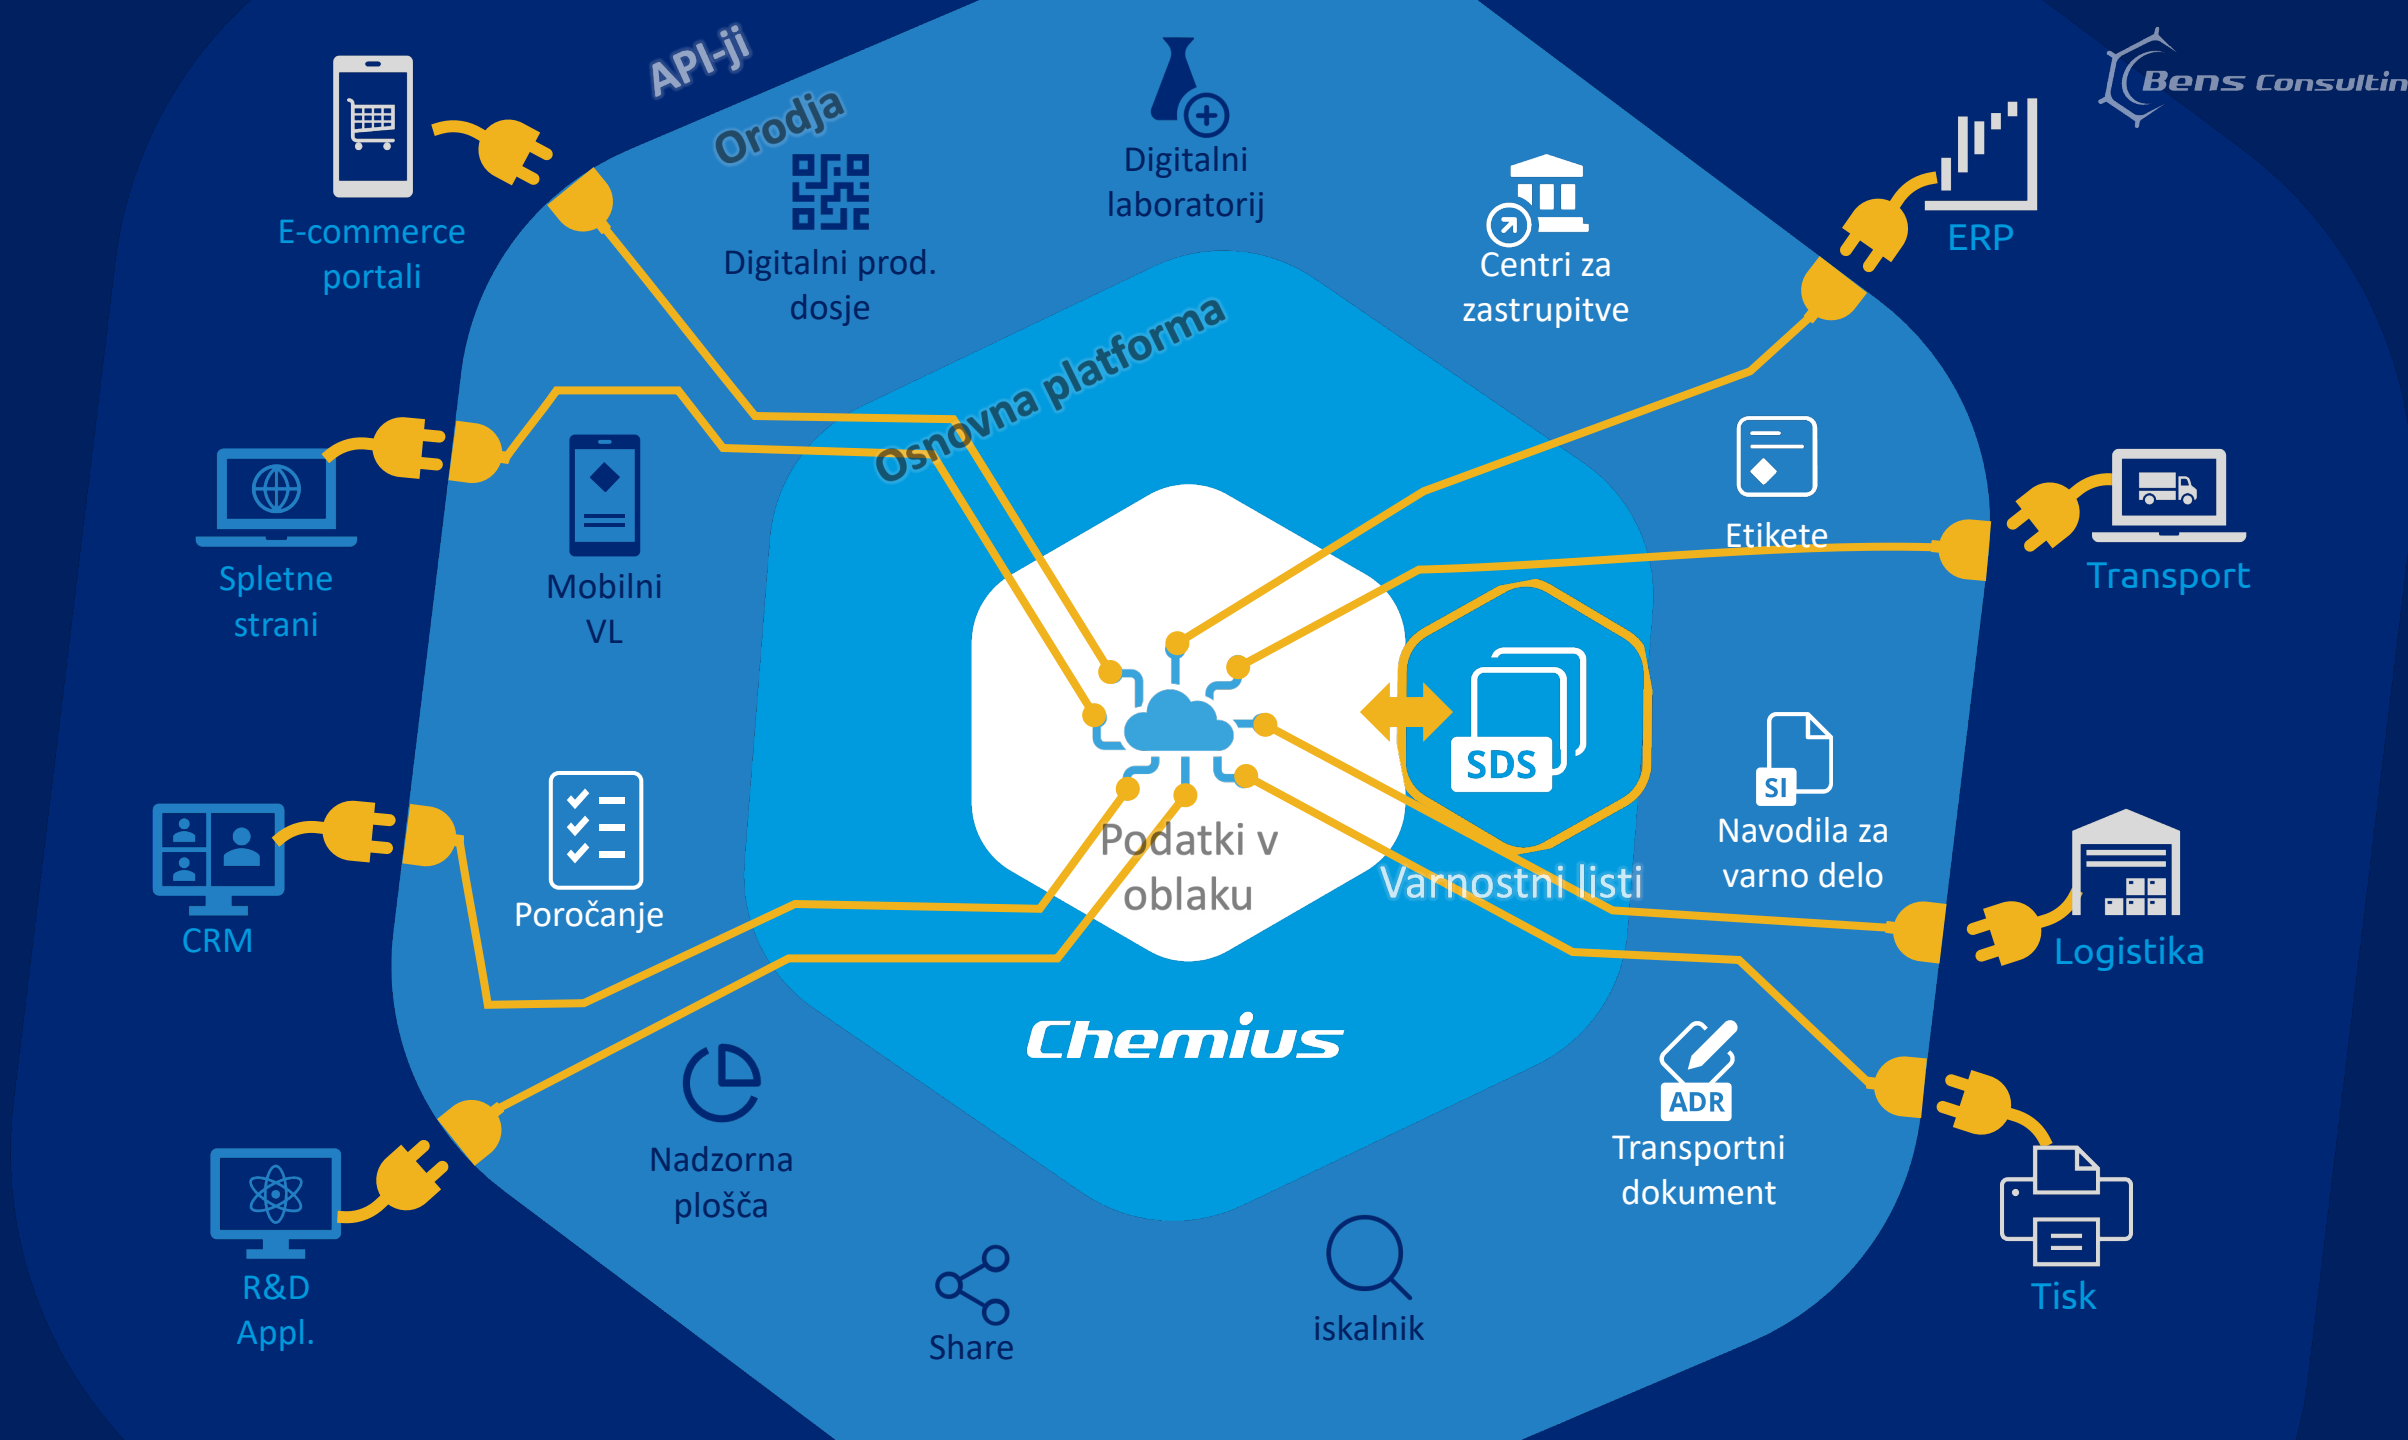 API-ji
Orodja
Bens Consultin
E-commerce
portali
Digitalni prod.
dosje
Digitalni
laboratorij
Centri za
zastrupitve
ERP
Osnovna platforma
Spletne
strani
Mobilni
VL
Etikete
Transport
SDS
Varnostni listi
SI
Navodila za
varno delo
Podatki v
oblaku
Poročanje
CRM
Logistika
Chemius
ADR
Transportni
dokument
Nadzorna
plošča
R&D
Appl.
Share
iskalnik
Tisk